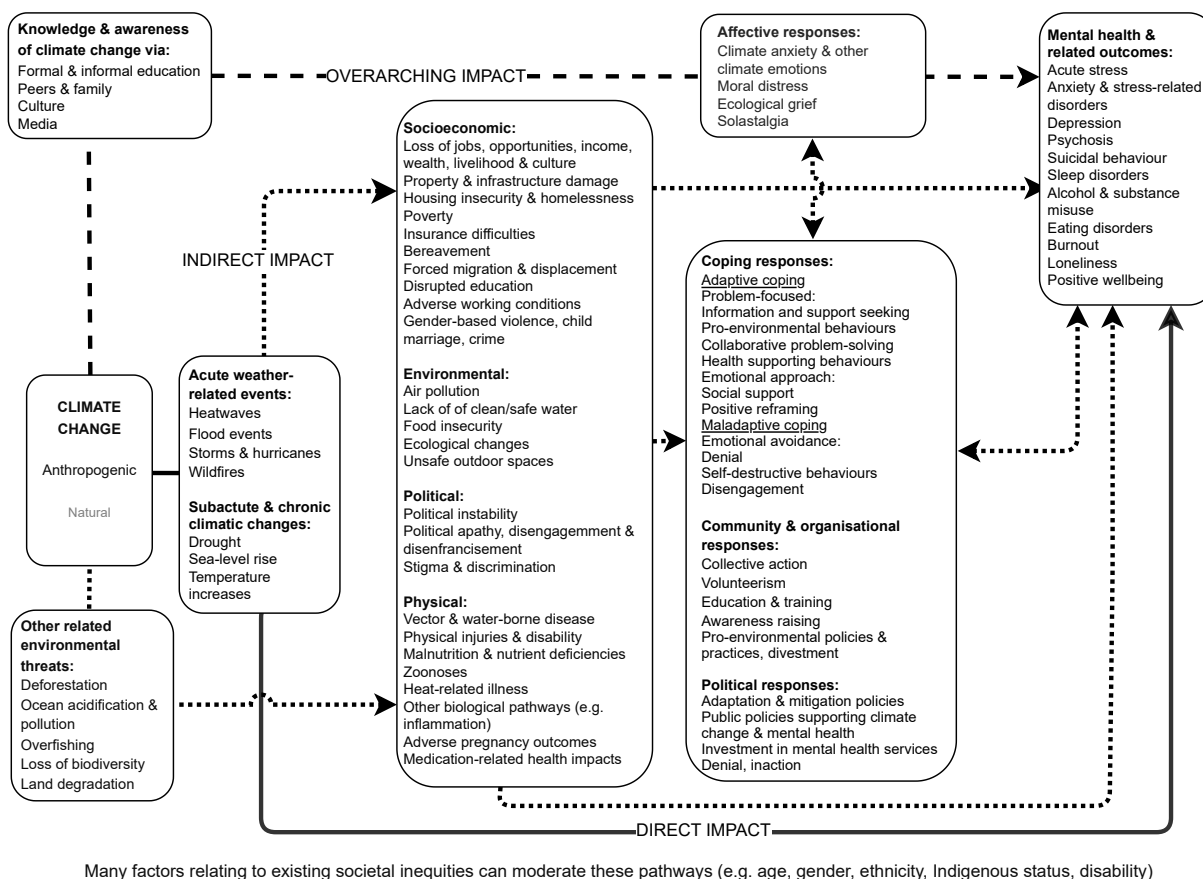 Knowledge & awareness
of climate change via:
Formal & informal education
Peers & family
Culture
Media
OVERARCHING IMPACT
Affective responses:
Climate anxiety & other
climate emotions
Moral distress
Ecological grief
Solastalgia
Mental health &
related outcomes:
Acute stress
Anxiety & stress-related
disorders
Depression
Psychosis
Suicidal behaviour
Sleep disorders
Alcohol & substance
misuse
Eating disorders
Burnout
Loneliness
Positive wellbeing
INDIRECT IMPACT
Socioeconomic:
Loss of jobs, opportunities, income,
wealth, livelihood & culture
Property & infrastructure damage
Housing insecurity & homelessness
Poverty
Insurance difficulties
Bereavement
Forced migration & displacement
Disrupted education
Adverse working conditions
Gender-based violence, child
marriage, crime
Environmental:
Air pollution
Lack of of clean/safe water
Food insecurity
Ecological changes
Unsafe outdoor spaces
Political:
Political instability
Political apathy, disengagemment &
disenfrancisement
Stigma & discrimination
Physical:
Vector & water-borne disease
Physical injuries & disability
Malnutrition & nutrient deficiencies
Zoonoses
Heat-related illness
Other biological pathways (e.g.
inflammation)
Adverse pregnancy outcomes
Medication-related health impacts
Coping responses:
Adaptive coping
Problem-focused:
Information and support seeking
Pro-environmental behaviours
Collaborative problem-solving
Health supporting behaviours
Emotional approach:
Social support
Positive reframing
Maladaptive coping
Emotional avoidance:
Denial
Self-destructive behaviours
Disengagement
Community & organisational
responses:
Collective action
Volunteerism
Education & training
Awareness raising
Pro-environmental policies &
practices, divestment
Political responses:
Adaptation & mitigation policies
Public policies supporting climate
change & mental health
Investment in mental health services
Denial, inaction
CLIMATE
CHANGE
Anthropogenic
Natural
Acute weather-
related events:
Heatwaves
Flood events
Storms & hurricanes
Wildfires
Subactute & chronic
climatic changes:
Drought
Sea-level rise
Temperature
increases
Other related
environmental
threats:
Deforestation
Ocean acidification &
pollution
Overfishing
Loss of biodiversity
Land degradation
DIRECT IMPACT
Many factors relating to existing societal inequities can moderate these pathways (e.g. age, gender, ethnicity, Indigenous status, disability)